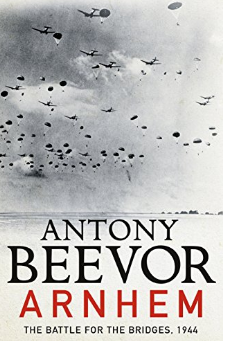 ANTONY
BEEVOR
ARNHEM
THE BATTLE FOR THE BRIDGES, 1944